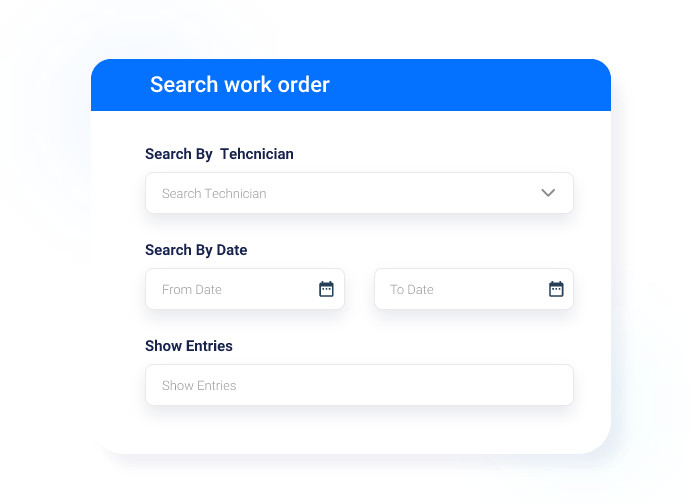 Search work order
Search By  Tehcnician
Search Technician
Search By Date
From Date
To Date
Show Entries
Show Entries